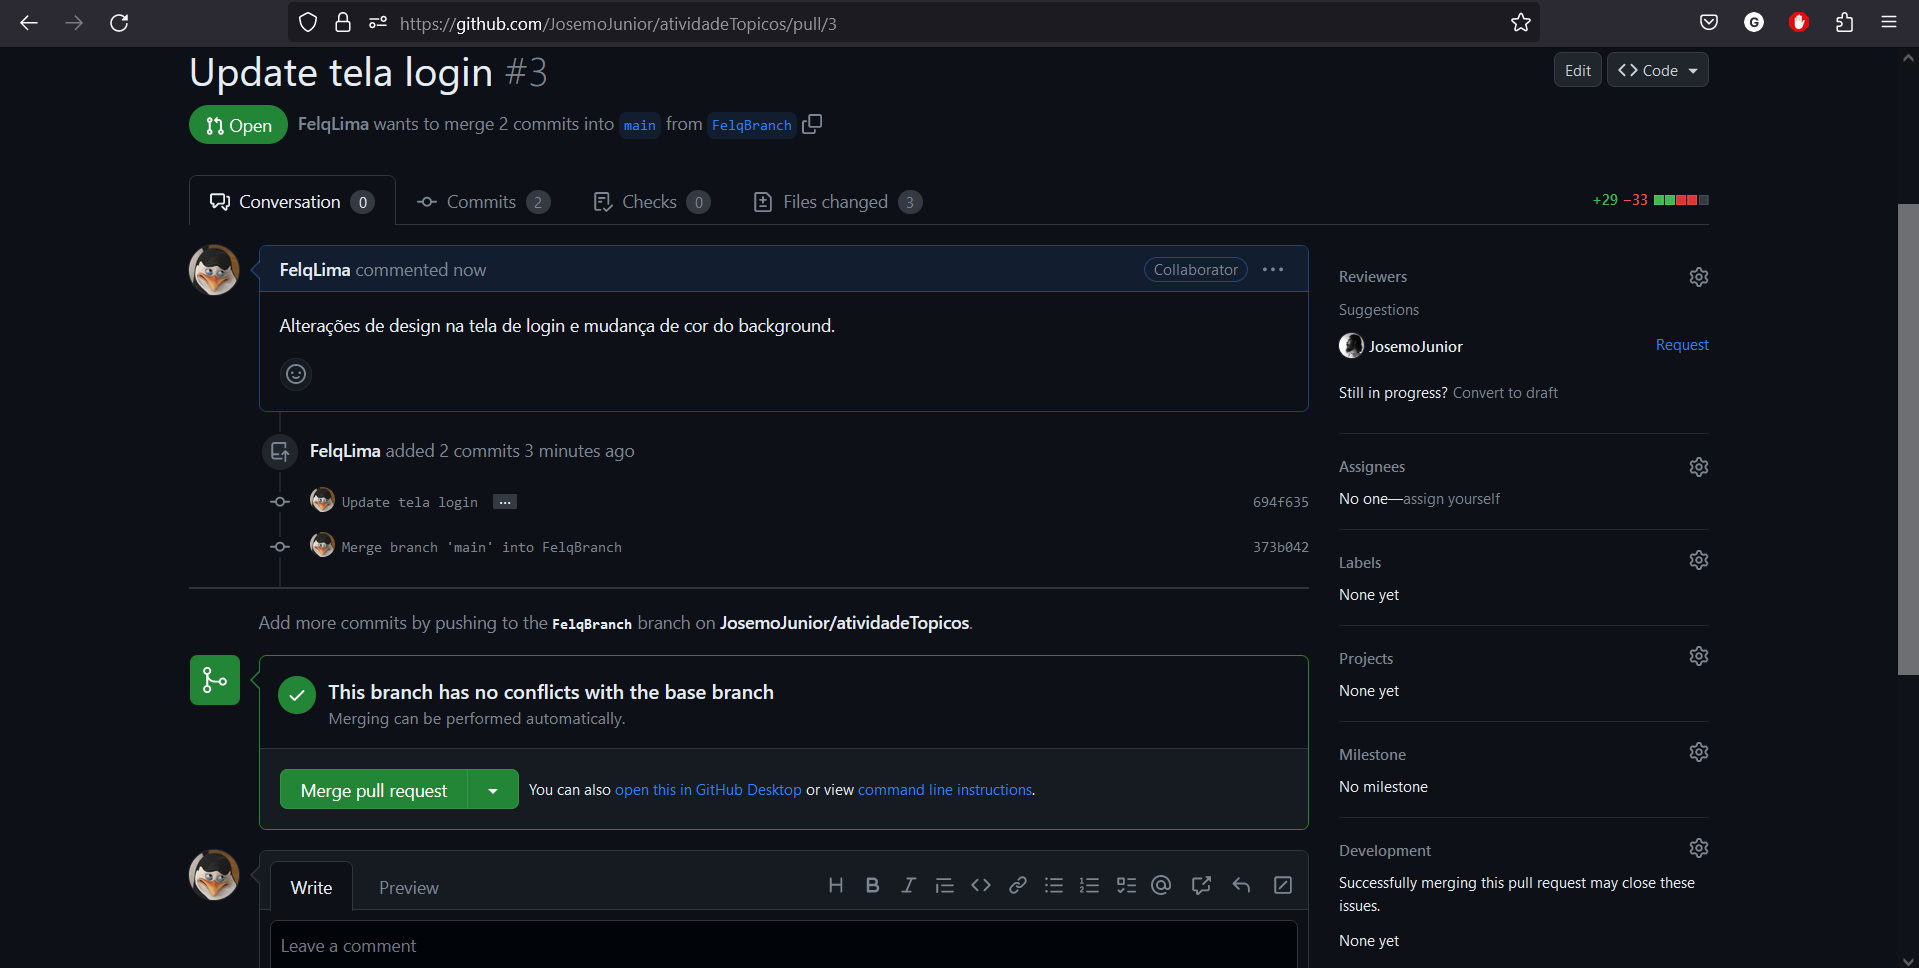 https://github.com/JosemoJunior/atividadeTopicos/pull/3
G
Update tela login #3
Edit
Code
Open
FelqLima wants to merge 2 commits into main from FelqBranch
Conversation 0
Commits 2
Checks 0
Files changed 3
+29 −33
FelqLima commented now
Collaborator
Alterações de design na tela de login e mudança de cor do background.
FelqLima added 2 commits 3 minutes ago
Update tela login
694f635
Merge branch 'main' into FelqBranch
373b042
Add more commits by pushing to the FelqBranch branch on JosemoJunior/atividadeTopicos.
This branch has no conflicts with the base branch
Merging can be performed automatically.
Merge pull request
You can also open this in GitHub Desktop or view command line instructions.
Write
Preview
Leave a comment
Reviewers
Suggestions
JosemoJunior
Request
Still in progress? Convert to draft
Assignees
No one—assign yourself
Labels
None yet
Projects
None yet
Milestone
No milestone
Development
Successfully merging this pull request may close these
issues.
None yet